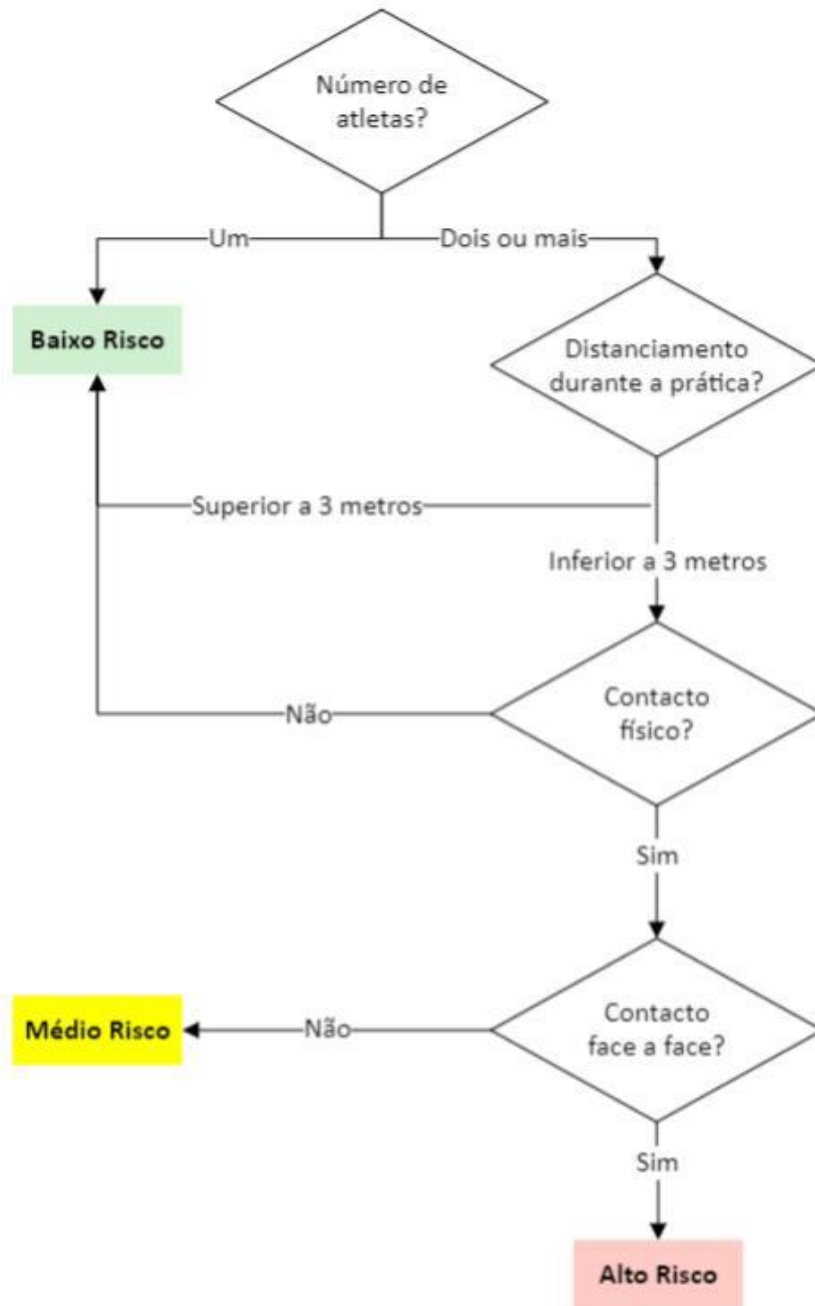 Número de
atletas?
Um
Dois ou mais
Baixo Risco
Distanciamento
durante a prática?
Superior a 3 metros
Inferior a 3 metros
Contacto
físico?
Não
Sim
Contacto
face a face?
Médio Risco
Não
Sim
Alto Risco